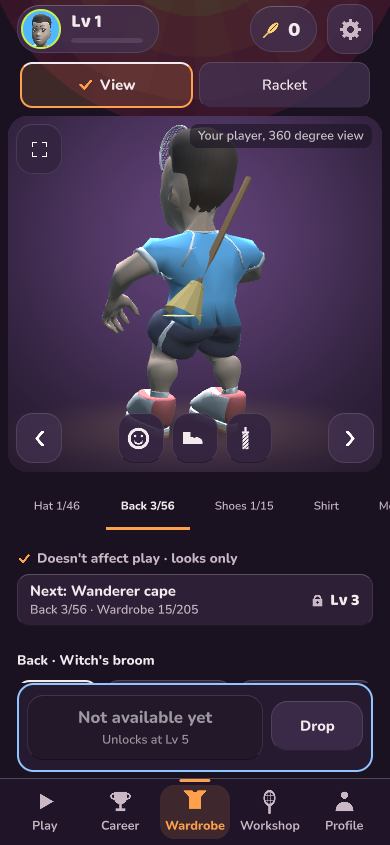 Lv 1
0
View
Racket
Your player, 360 degree view
Hat 1/46
Back 3/56
Shoes 1/15
Shirt
Doesn't affect play - looks only
Next: Wanderer cape
Back 3/56 · Wardrobe 15/205
Lv 3
Back · Witch's broom
Not available yet
Unlocks at Lv 5
Drop
Play
Career
Wardrobe
Workshop
Profile